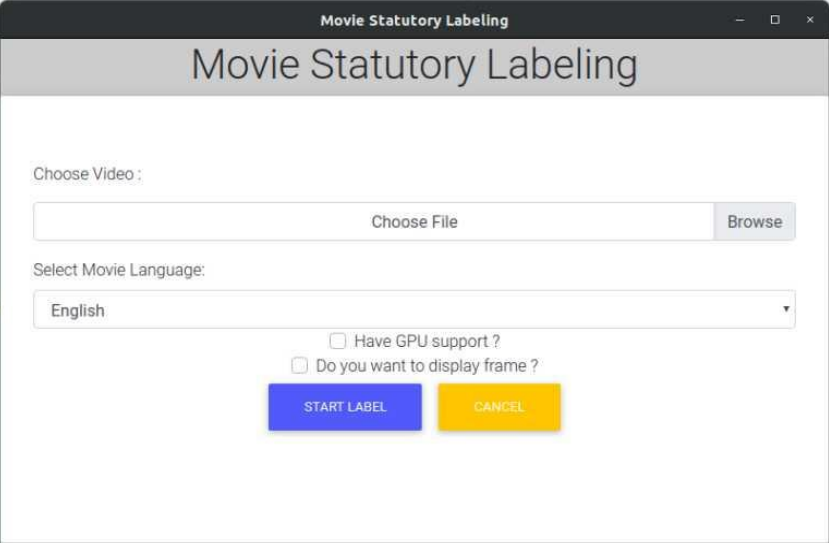 Movie Statutory Labeling
Movie Statutory Labeling
Choose Video :
Choose File Browse
Select Movie Language:
English
Have GPU support ?
Do you want to display frame ?
START LABEL CANCEL